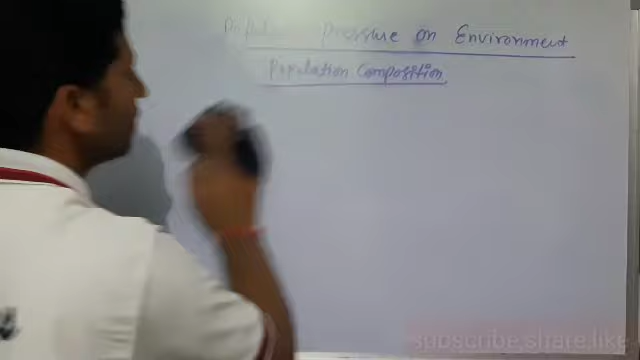 Pressure on Environment
Population Composition
subscribe,share,like